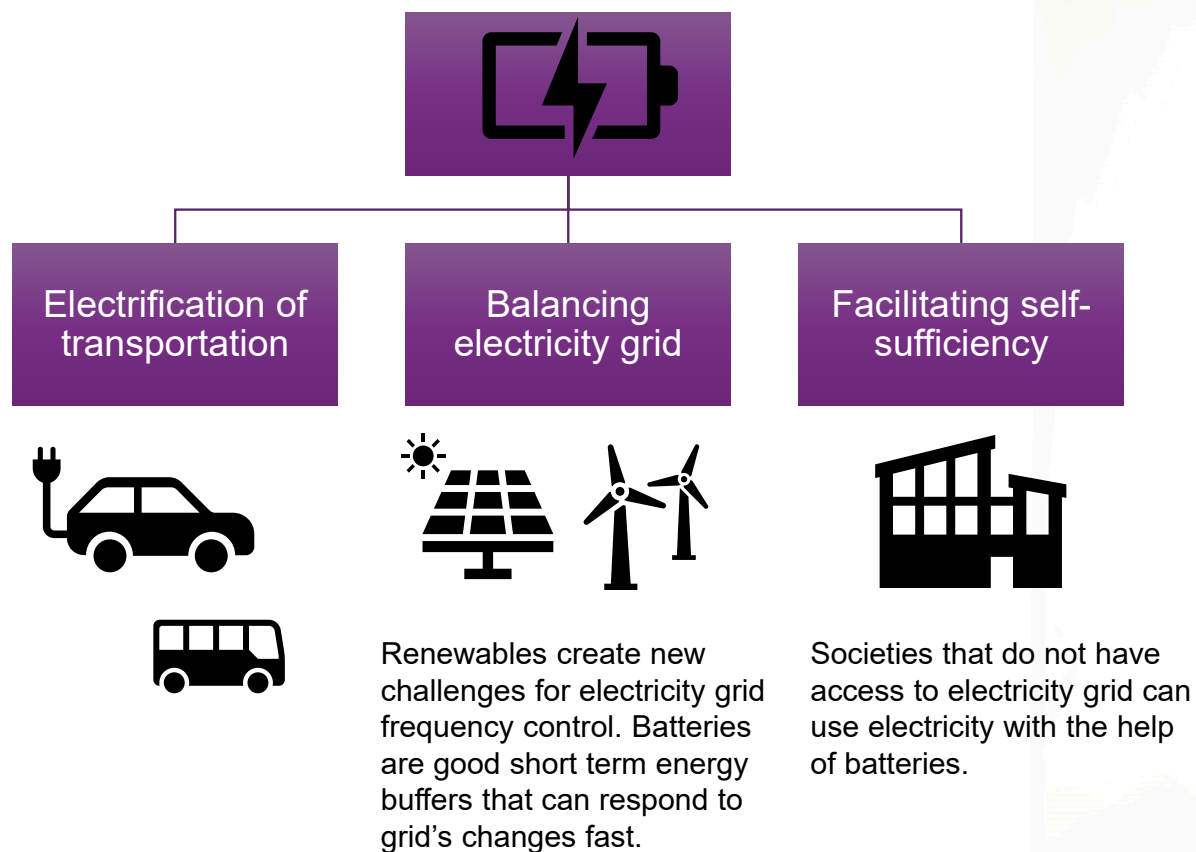 Electrification of
transportation
Balancing
electricity grid
Facilitating self-
sufficiency
Renewables create new
challenges for electricity grid
frequency control. Batteries
are good short term energy
buffers that can respond to
grid’s changes fast.
Societies that do not have
access to electricity grid can
use electricity with the help
of batteries.